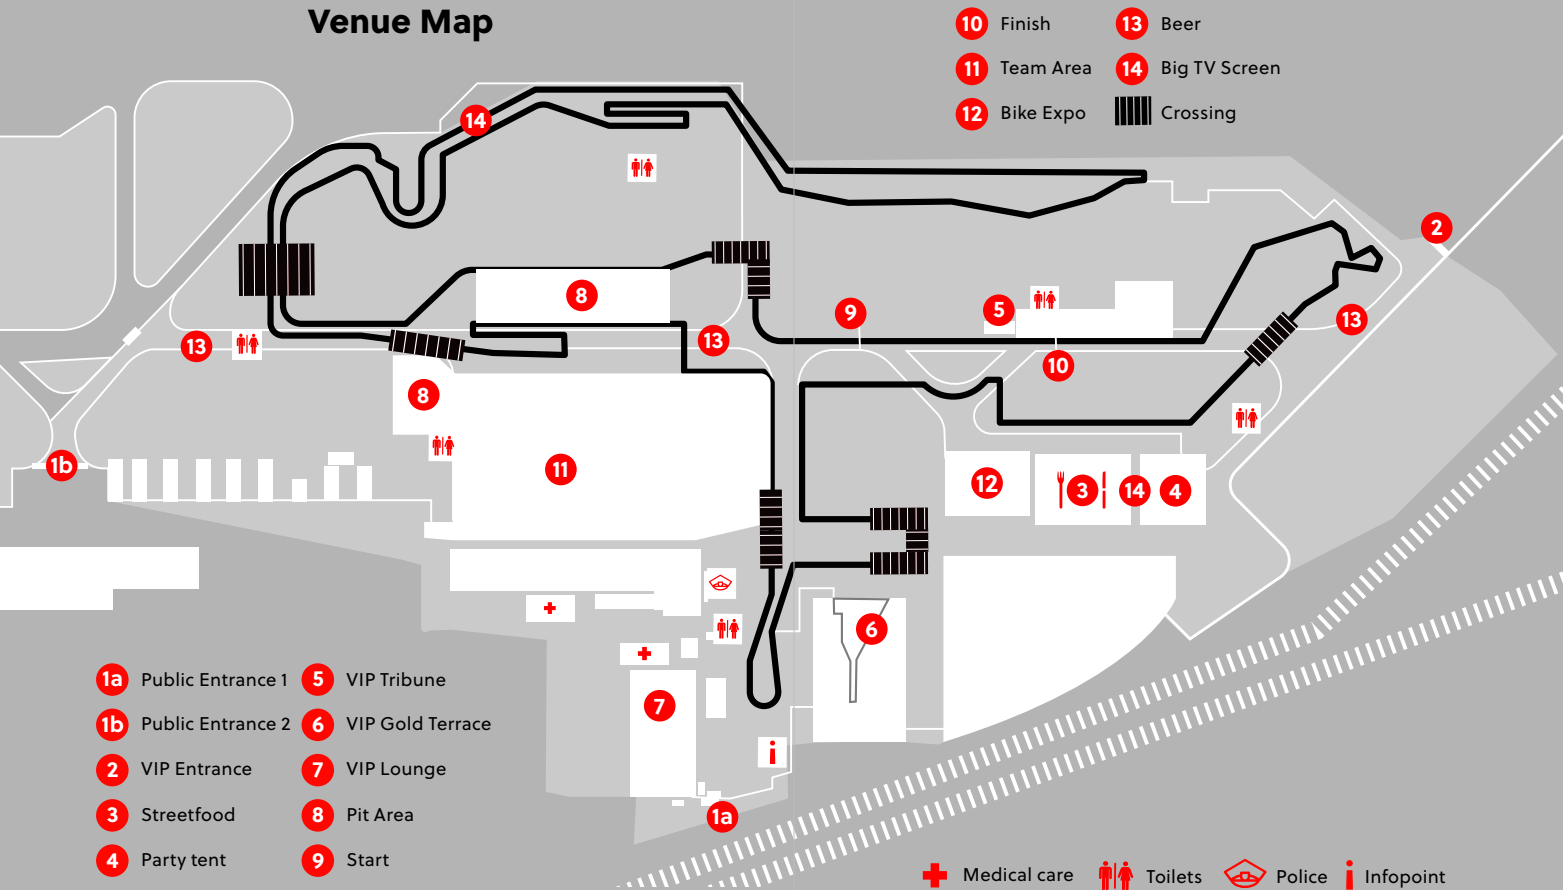 Venue Map
10 Finish
13 Beer
11 Team Area
14 Big TV Screen
12 Bike Expo
Crossing
14
2
8
13
9
5
13
13
10
8
1b
11
12
3
14
4
6
7
i
1a
1a Public Entrance 1
1b Public Entrance 2
2 VIP Entrance
3 Streetfood
4 Party tent
5 VIP Tribune
6 VIP Gold Terrace
7 VIP Lounge
8 Pit Area
9 Start
Medical care
Toilets
Police
i Infopoint